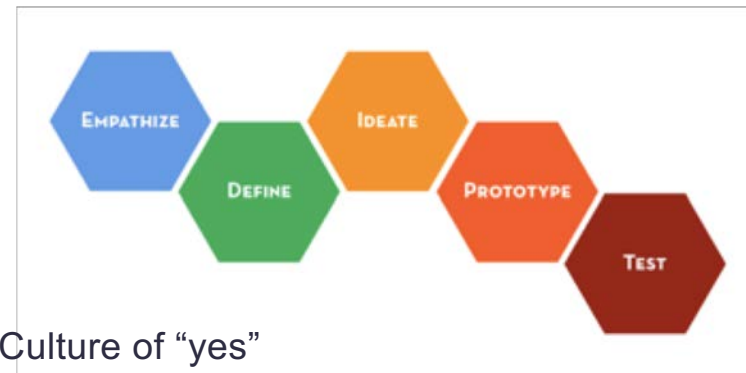 EMPATHIZE
DEFINE
IDEATE
PROTOTYPE
TEST
Culture of “yes”